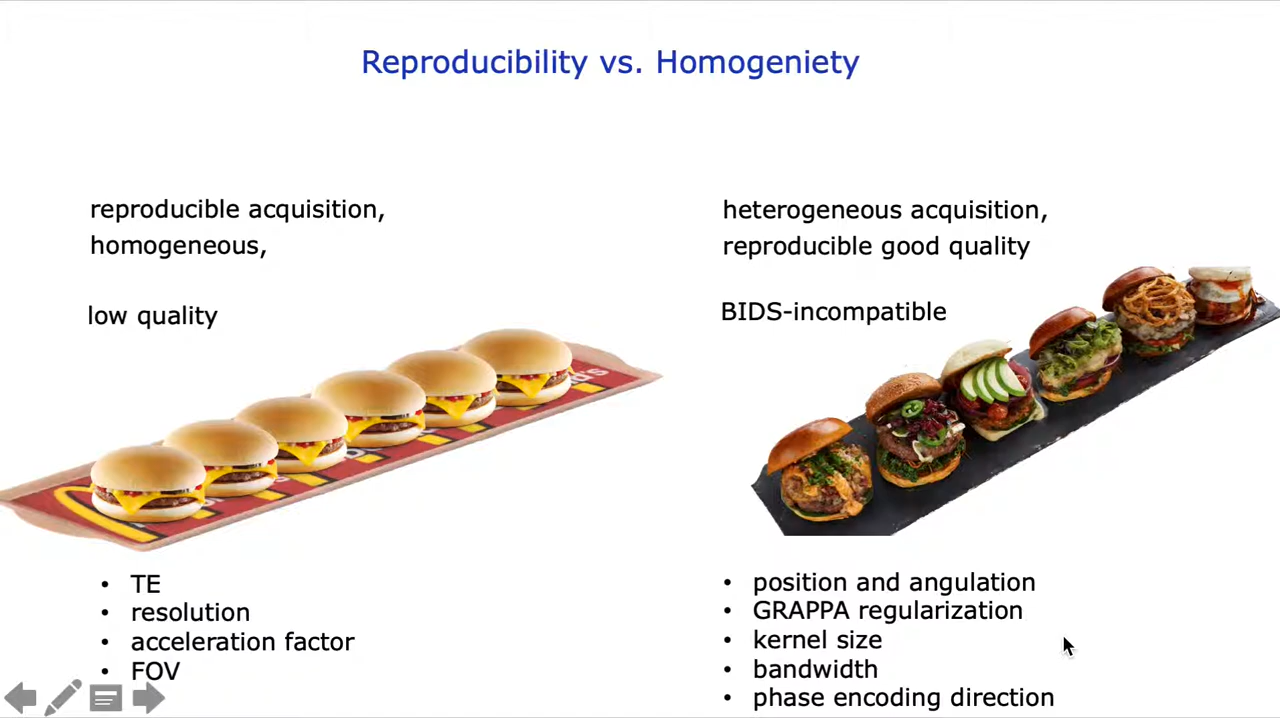 Reproducibility vs. Homogeniety
reproducible acquisition,
homogeneous,
low quality
heterogeneous acquisition,
reproducible good quality
BIDS-incompatible
• TE
• resolution
• acceleration factor
• FOV
• position and angulation
• GRAPPA regularization
• kernel size
• bandwidth
• phase encoding direction